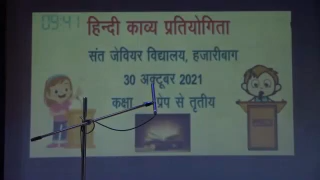 09:41
हिन्दी काव्य प्रतियोगिता
संत जेवियर विद्यालय, हजारीबाग
30 अक्टूबर 2021
कक्षा प्रेप से तृतीय